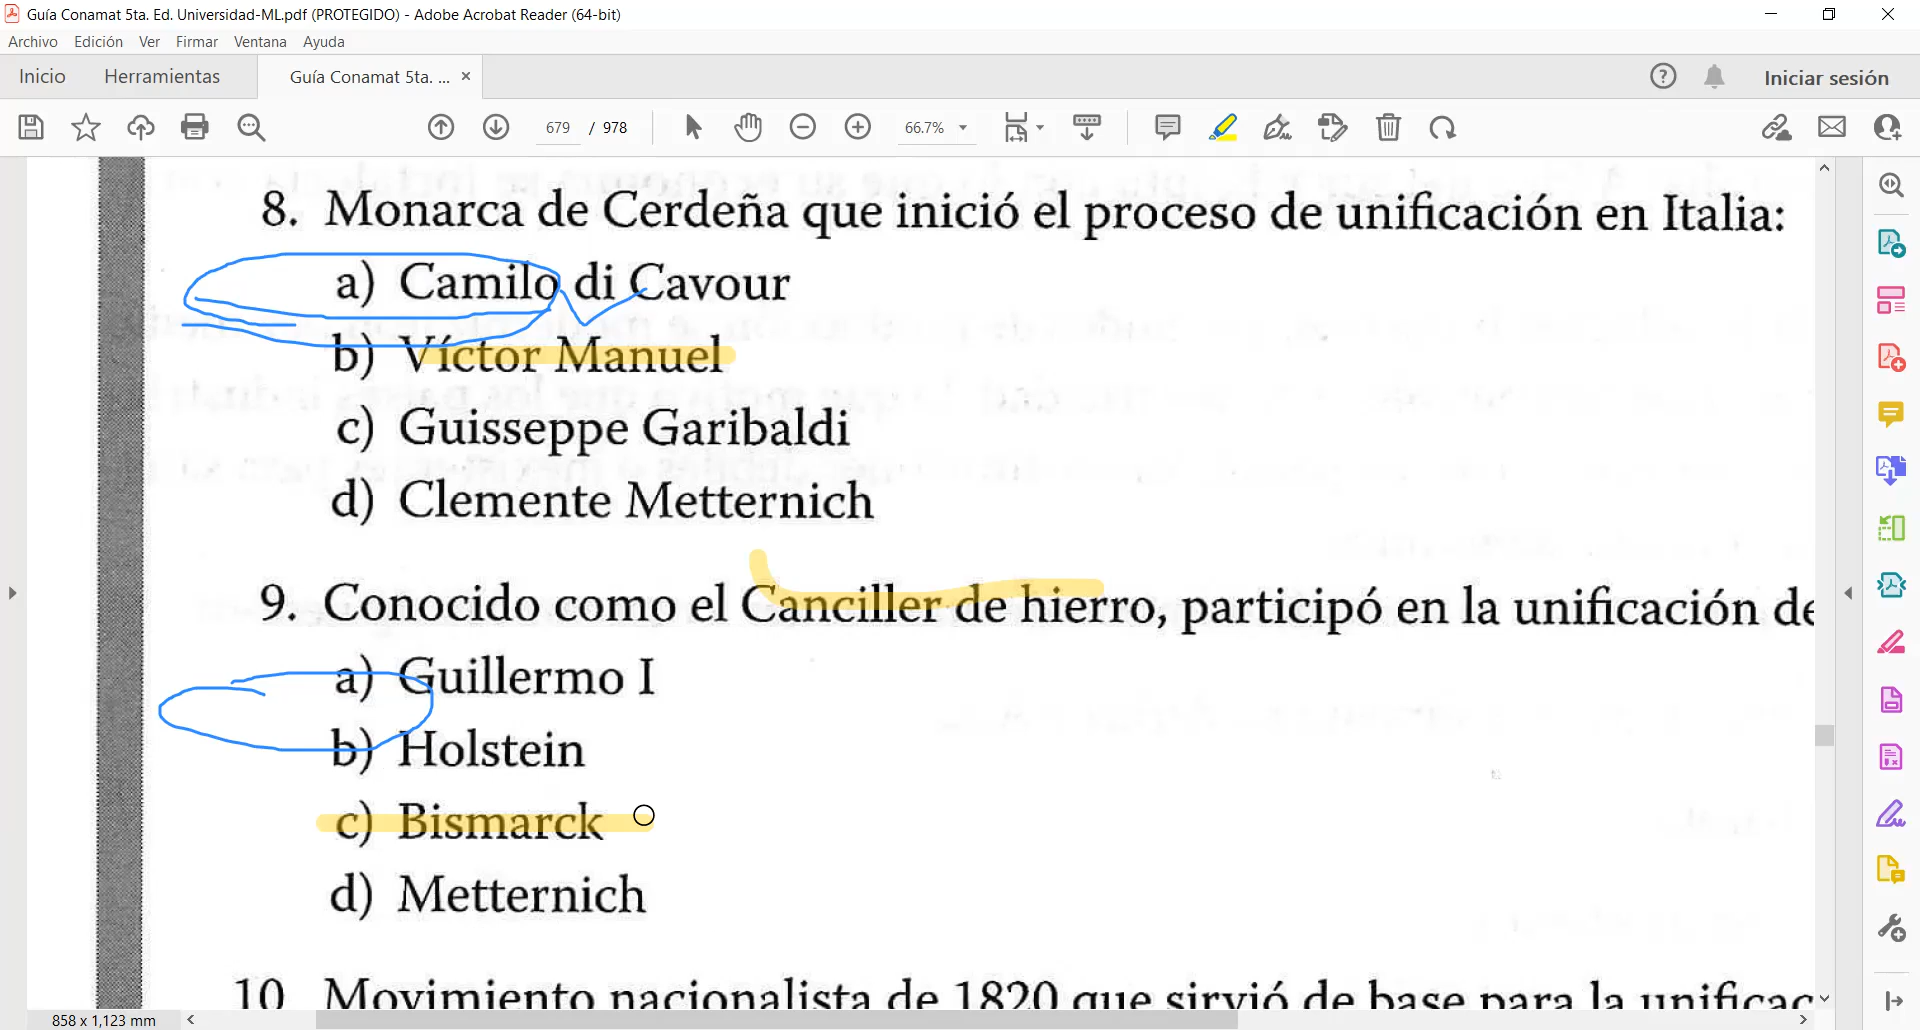 Guía Conamat 5ta. Ed. Universidad-ML.pdf (PROTEGIDO) - Adobe Acrobat Reader (64-bit)
Archivo Edición Ver Firmar Ventana Ayuda
Inicio Herramientas Guía Conamat 5ta. ... × Iniciar sesión
679 / 978 66.7%
8. Monarca de Cerdeña que inició el proceso de unificación en Italia:
a) Camilo di Cavour
b) Víctor Manuel
c) Guisseppe Garibaldi
d) Clemente Metternich
9. Conocido como el Canciller de hierro, participó en la unificación de
a) Guillermo I
b) Holstein
c) Bismarck
d) Metternich
10 Movimiento nacionalista de 1820 que sirvió de base para la unificac
858 x 1,123 mm